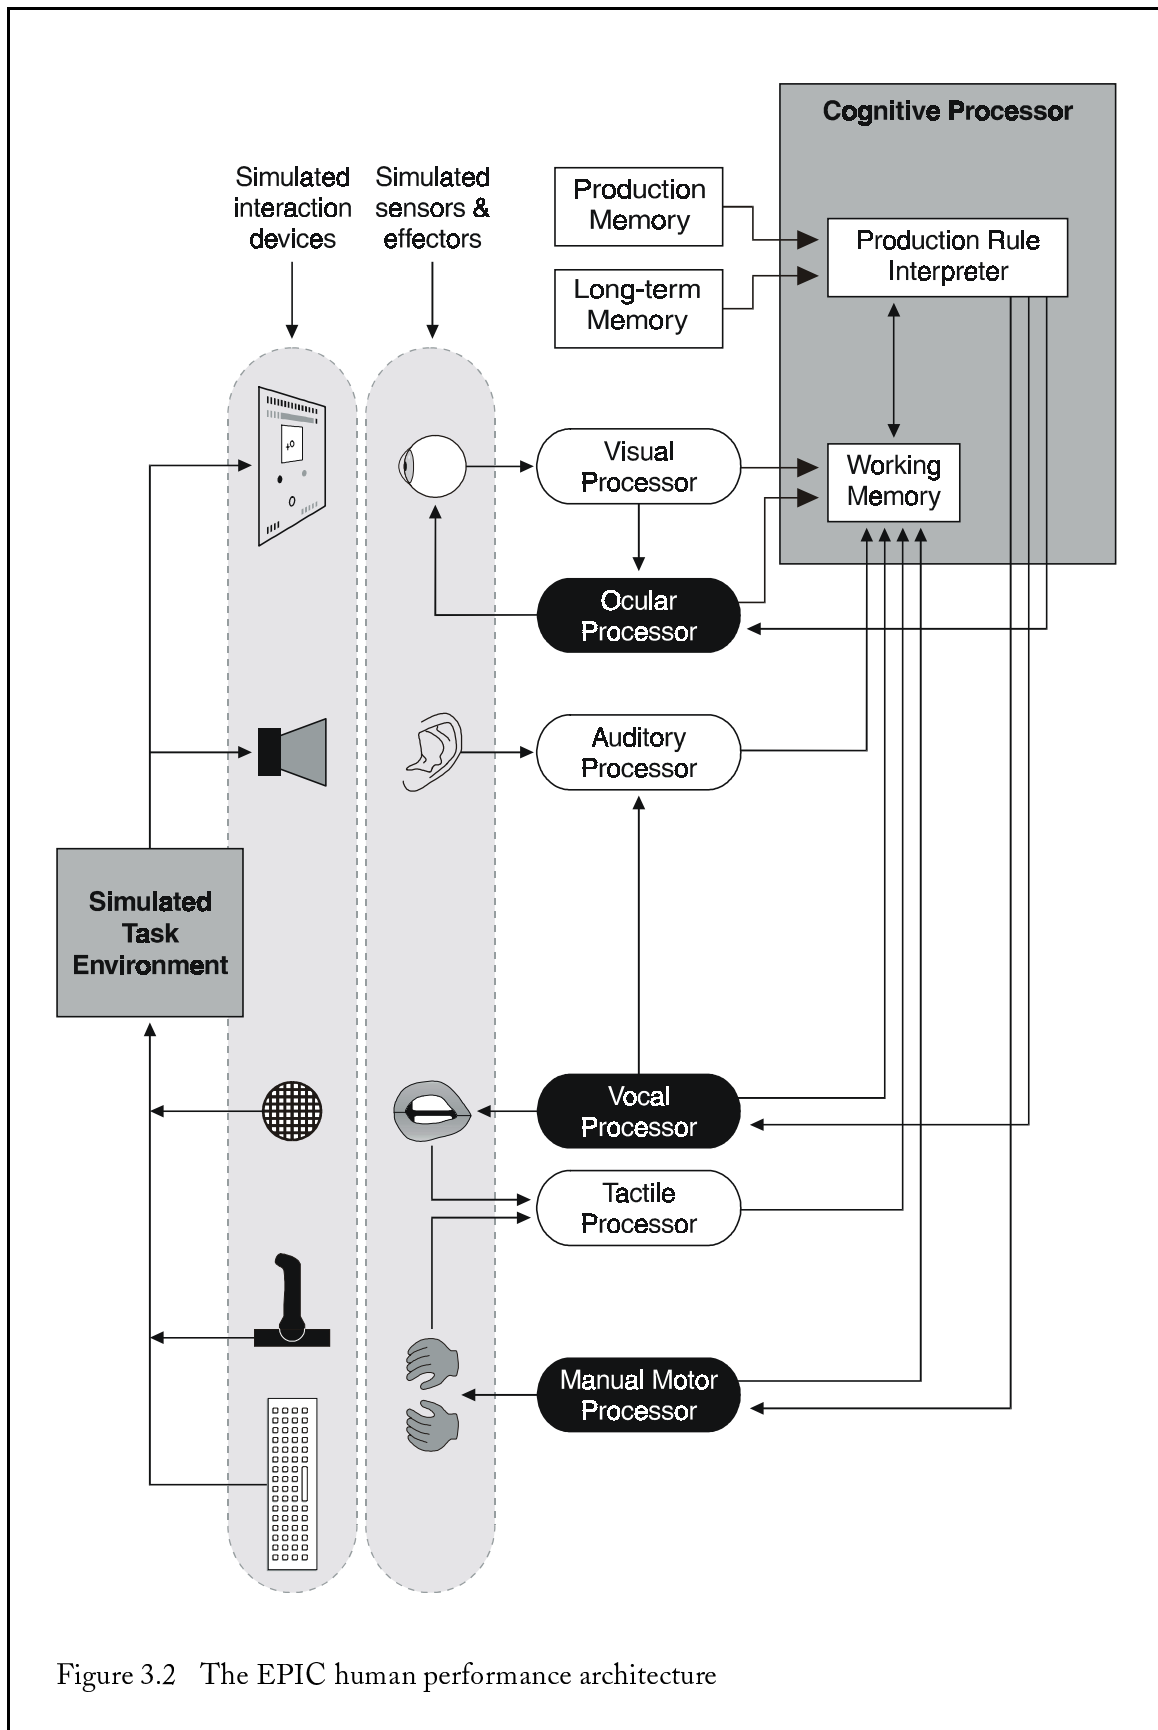 Cognitive Processor
Simulated
interaction
devices
Simulated
sensors &
effectors
Production
Memory
Production Rule
Interpreter
Long-term
Memory
Visual
Processor
Working
Memory
Ocular
Processor
Auditory
Processor
Simulated
Task
Environment
Vocal
Processor
Tactile
Processor
Manual Motor
Processor
Figure 3.2 The EPIC human performance architecture